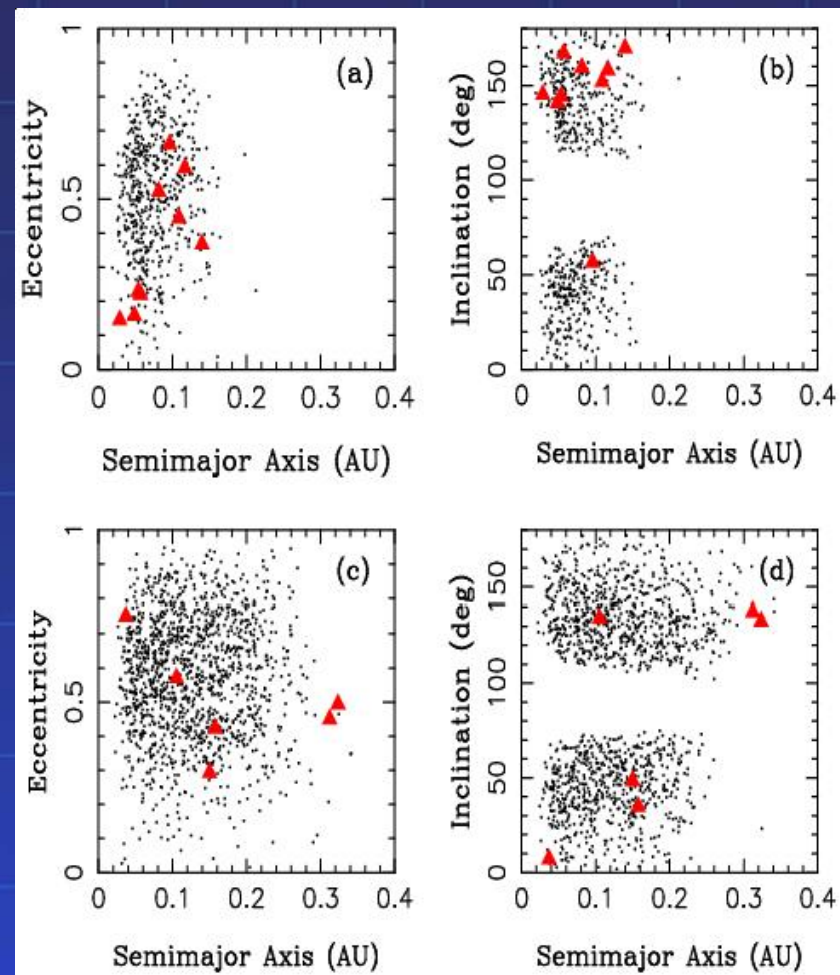 1
(a)
Eccentricity
0.5
0
0 0.1 0.2 0.3 0.4
Semimajor Axis (AU)
(b)
Inclination (deg)
150
100
50
0
0 0.1 0.2 0.3 0.4
Semimajor Axis (AU)
1
(c)
Eccentricity
0.5
0
0 0.1 0.2 0.3 0.4
Semimajor Axis (AU)
(d)
Inclination (deg)
150
100
50
0
0 0.1 0.2 0.3 0.4
Semimajor Axis (AU)